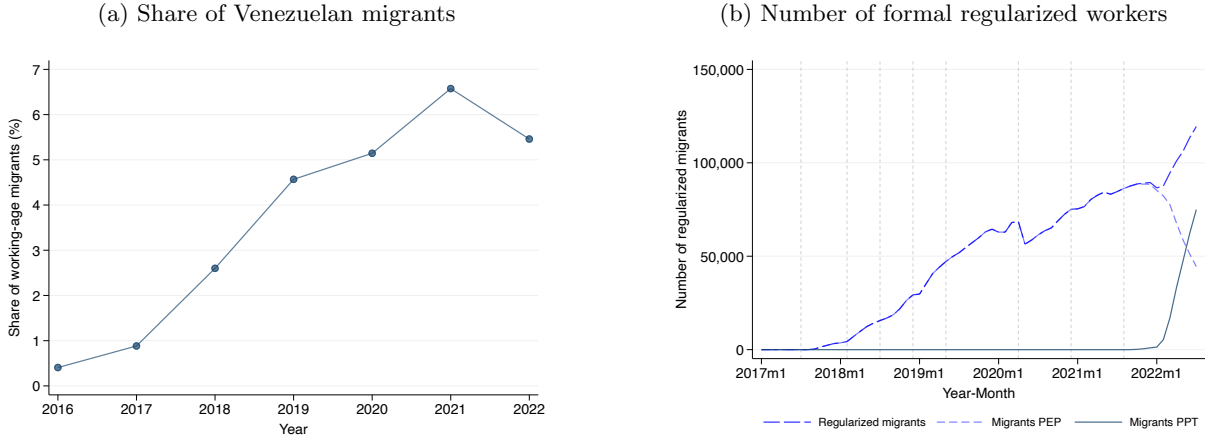 (a) Share of Venezuelan migrants
Share of working-age migrants (%)
7
6
5
4
3
2
1
0
2016 2017 2018 2019 2020 2021 2022
Year
(b) Number of formal regularized workers
Number of regularized migrants
150,000
100,000
50,000
0
2017m1 2018m1 2019m1 2020m1 2021m1 2022m1
Year-Month
Regularized migrants Migrants PEP Migrants PPT